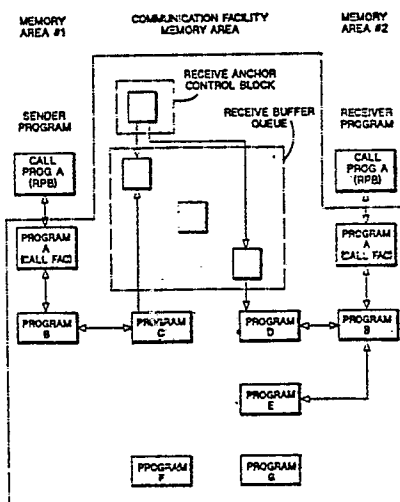 MEMORY
AREA #1
COMMUNICATION FACILITY
MEMORY AREA
MEMORY
AREA #2
RECEIVE ANCHOR
CONTROL BLOCK
SENDER
PROGRAM
RECEIVE BUFFER
QUEUE
RECEIVER
PROGRAM
CALL
PROG A
(RPB)
CALL
PROG A
(RPB)
PROGRAM
A
(CALL FAC)
PROGRAM
A
(CALL FAC)
PROGRAM
B
PROGRAM
C
PROGRAM
D
PROGRAM
B
PROGRAM
E
PROGRAM
F
PROGRAM
G